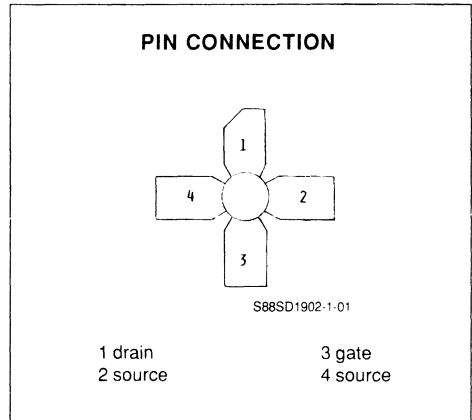 PIN CONNECTION
1
4
2
3
S88SD1902-1-01
1 drain
3 gate
2 source
4 source